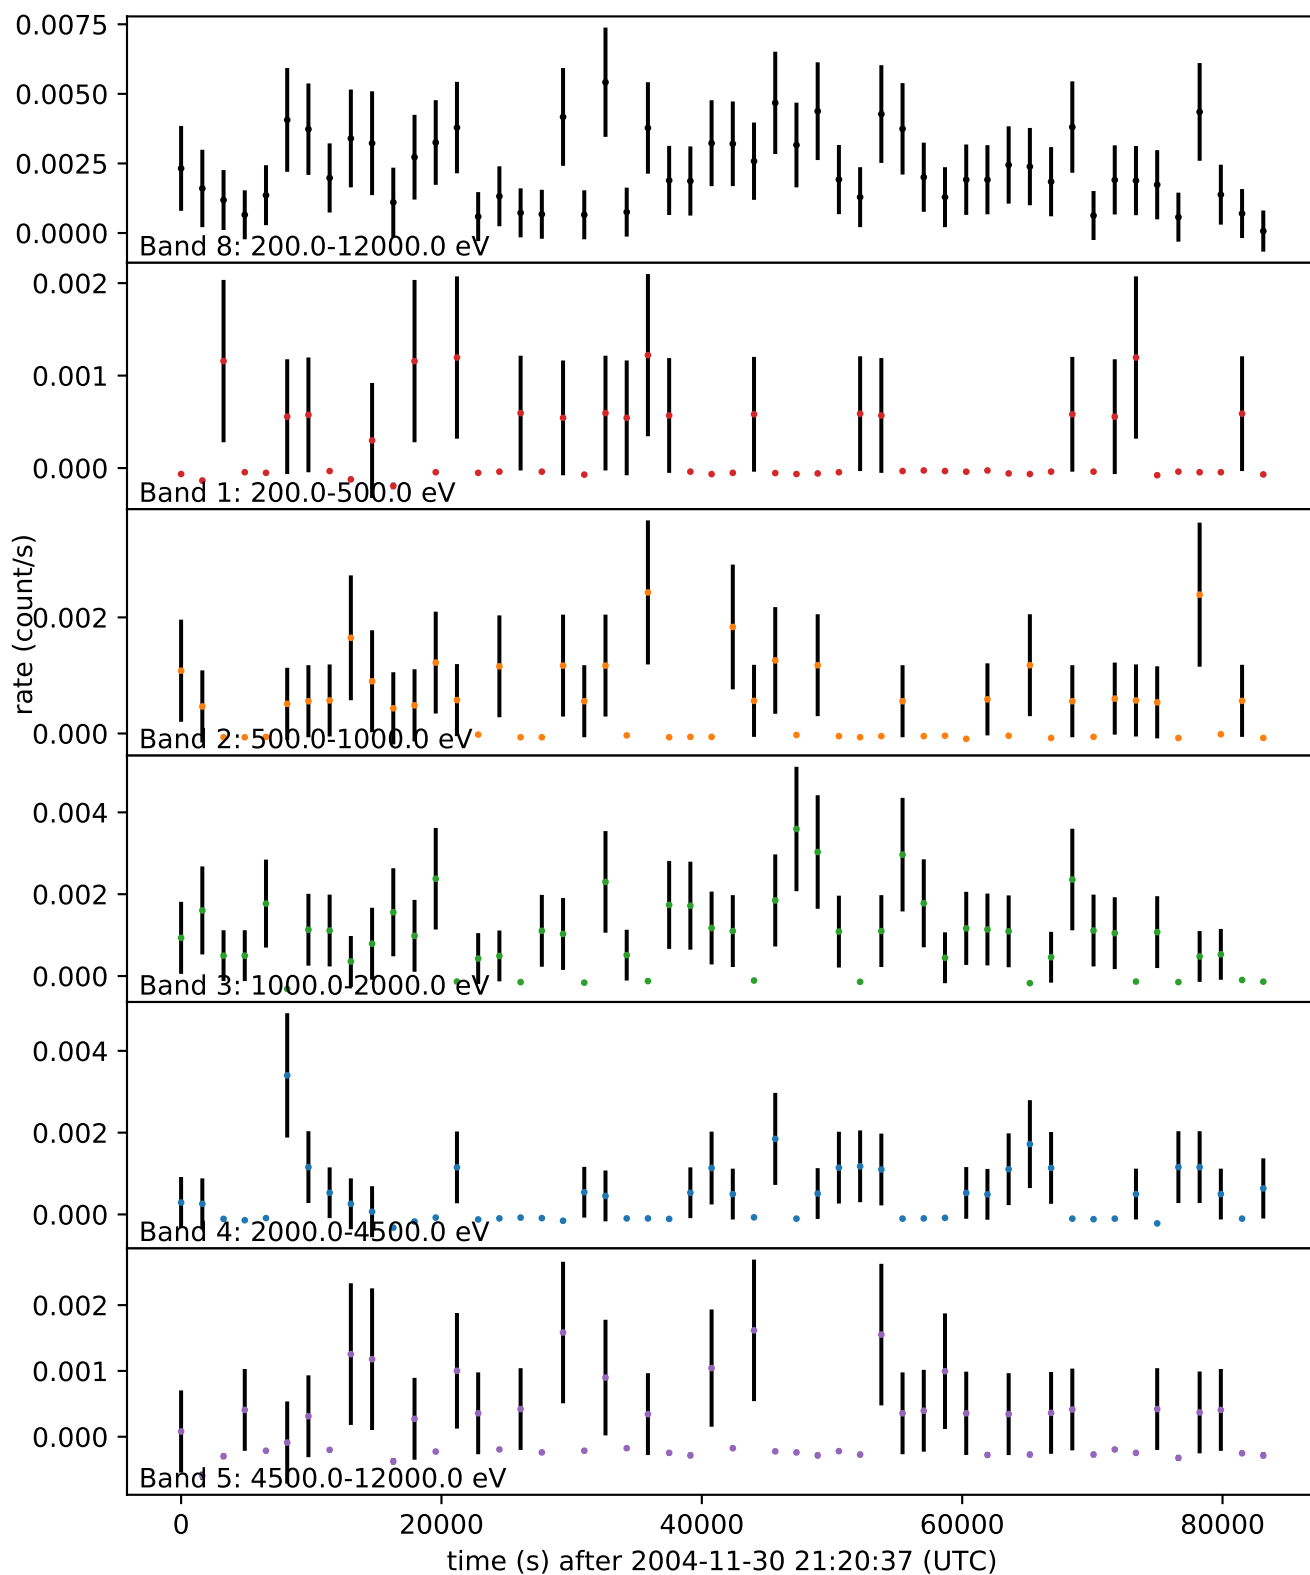 0.0075
0.0050
0.0025
0.0000
Band 8: 200.0-12000.0 eV
0.002
0.001
0.000
Band 1: 200.0-500.0 eV
rate (count/s)
0.002
0.000
Band 2: 500.0-1000.0 eV
0.004
0.002
0.000
Band 3: 1000.0-2000.0 eV
0.004
0.002
0.000
Band 4: 2000.0-4500.0 eV
0.002
0.001
0.000
Band 5: 4500.0-12000.0 eV
0 20000 40000 60000 80000
time (s) after 2004-11-30 21:20:37 (UTC)